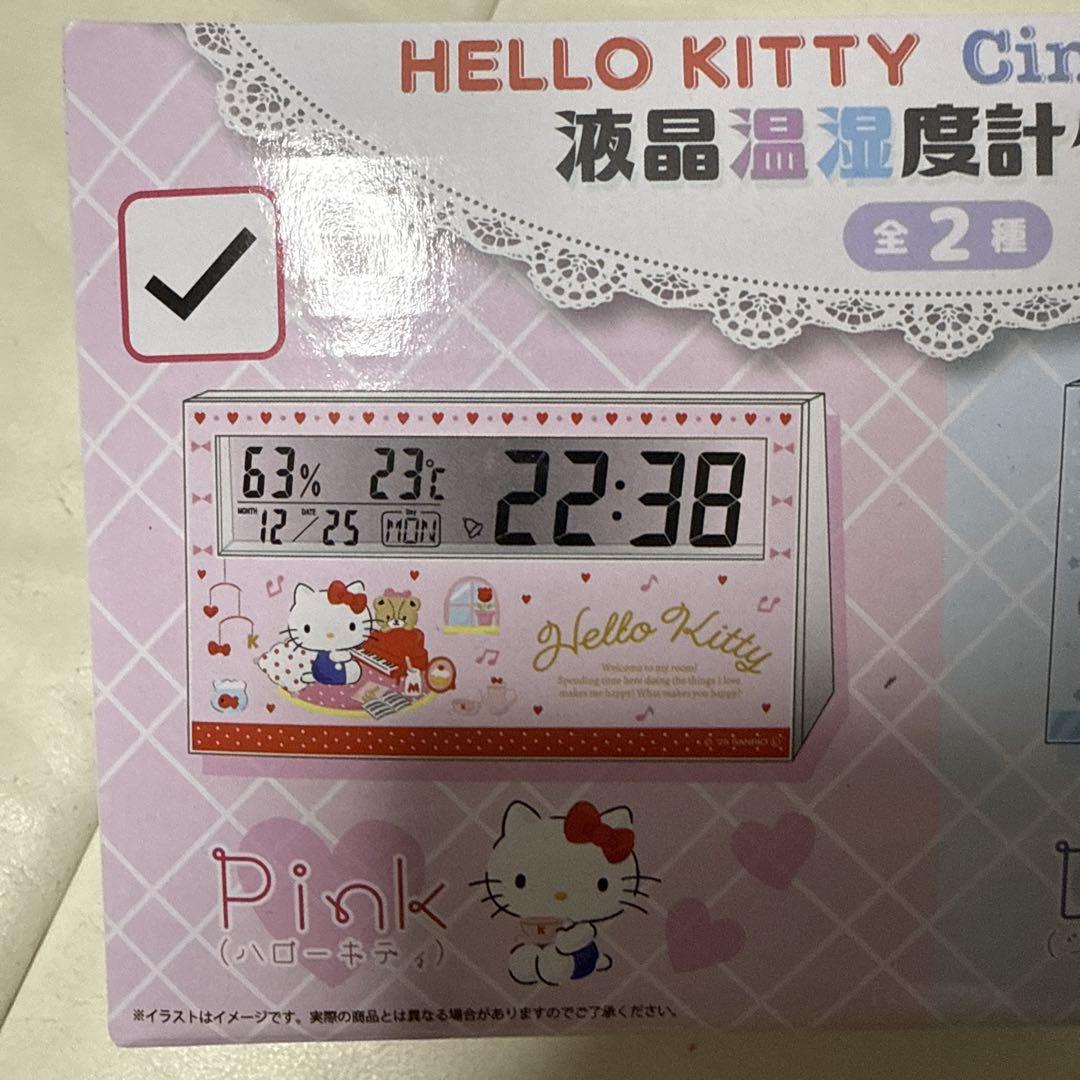 HELLO KITTY Cin
液晶温湿度計
全2種
63% 23℃
MONTH DATE Day
12/25 MON 22:38
K
M
Hello Kitty
Welcome to my room!
Spending time here doing the things I love
makes me happy! What makes you happy?
© '25 SANRIO Ⓛ
Pink
K
(ハローキティ)
※イラストはイメージです。実際の商品とは異なる場合がありますのでご了承ください。